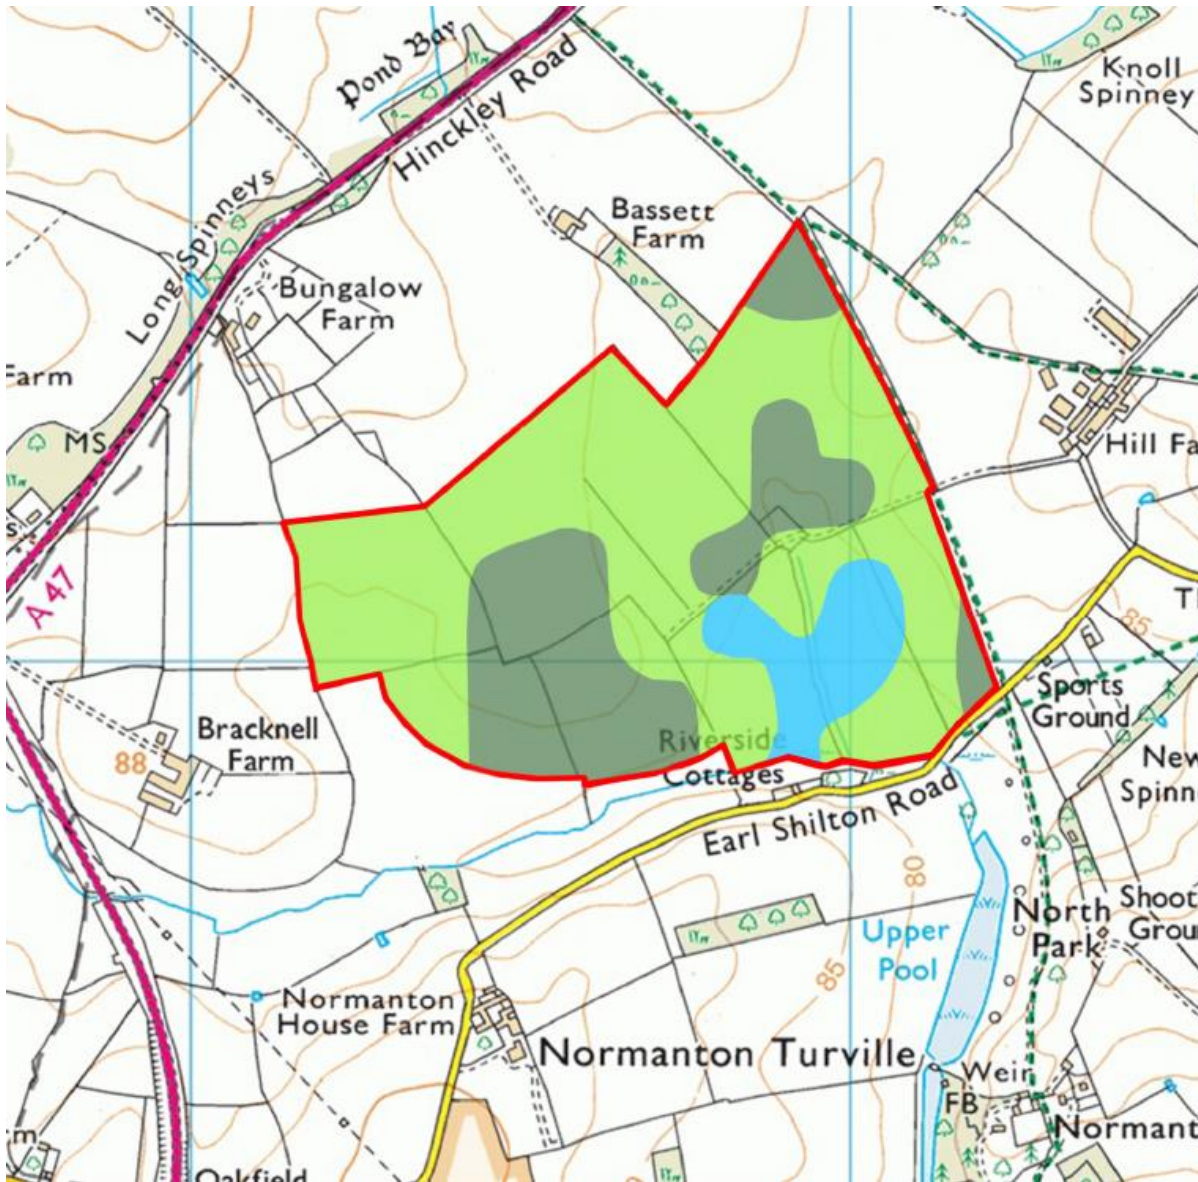 Pond Bay
Hinckley Road
Knoll
Spinney
Long Spinneys
Bassett
Farm
Bungalow
Farm
Farm
MS
Hill Fa
A 47
85
Sports
Ground
Bracknell
Farm
88
Riverside
Cottages
New
Spinn
Earl Shilton Road
80
North
Park
Shoot
Grou
Upper
Pool
85
Normanton
House Farm
Normanton Turville
Weir
FB
Normant
Oakfield